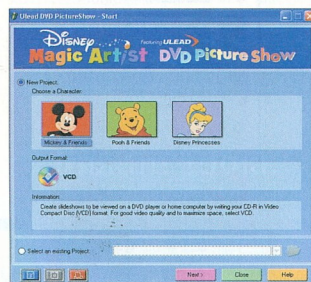 Ulead DVD PictureShow - Start
Disney Featuring ULEAD
Magic Artist DVD Picture Show
New Project:
Choose a Character:
Mickey & Friends Pooh & Friends Disney Princesses
Output Format:
VCD
Information:
Create slideshows to be viewed on a DVD player or home computer by writing your CD-R in Video
Compact Disc (VCD) format. For good video quality and to maximize space, select VCD.
Select an existing Project:
Next > Close Help